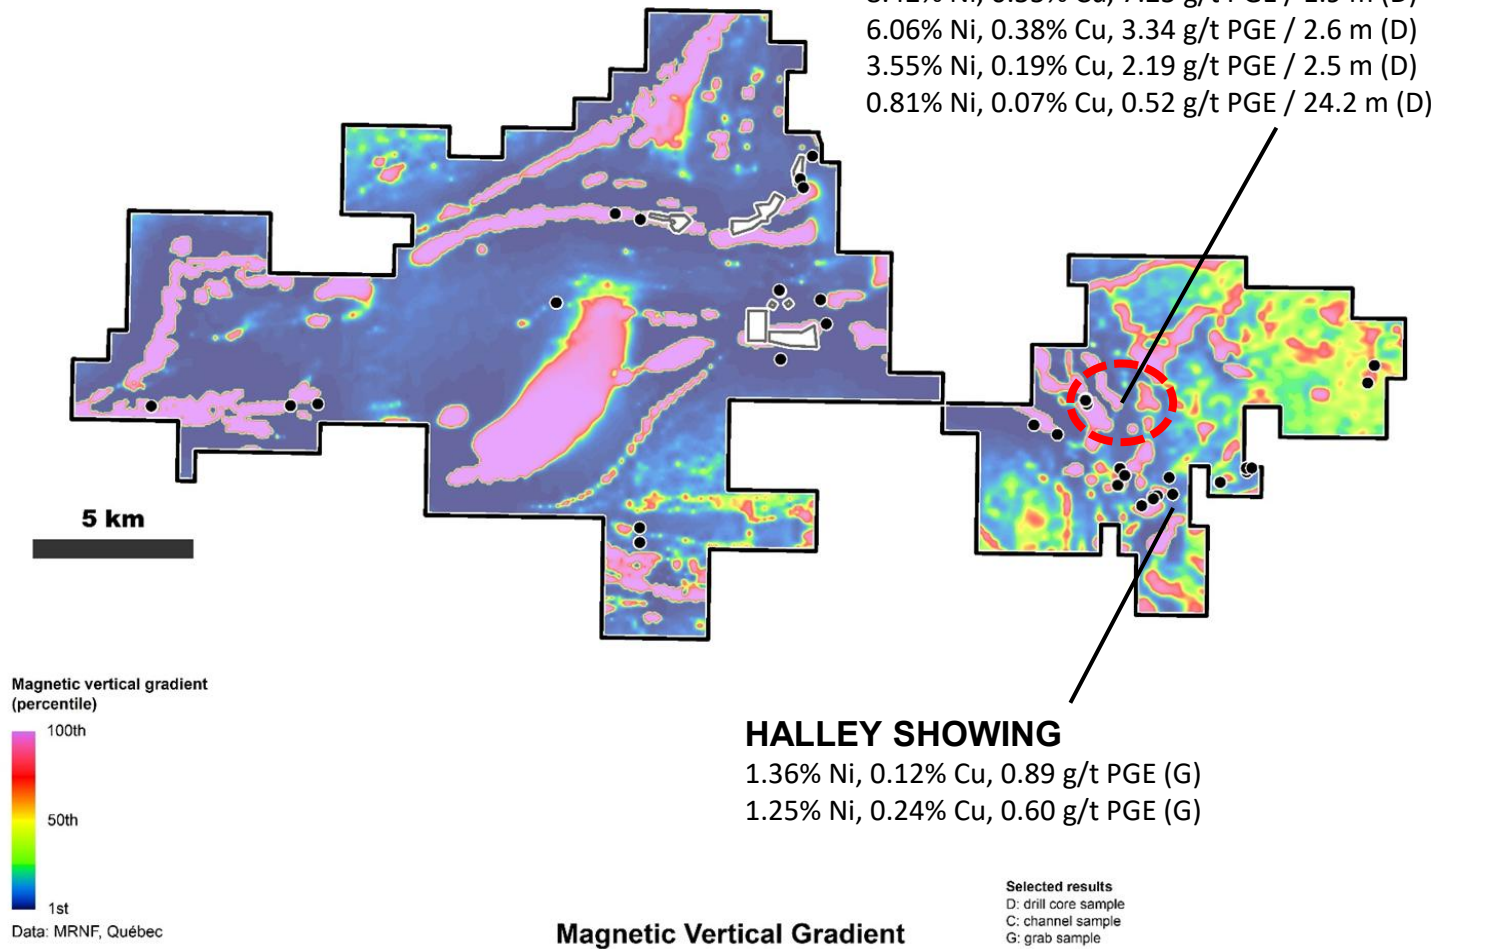 6.06% Ni, 0.38% Cu, 3.34 g/t PGE / 2.6 m (D)
3.55% Ni, 0.19% Cu, 2.19 g/t PGE / 2.5 m (D)
0.81% Ni, 0.07% Cu, 0.52 g/t PGE / 24.2 m (D)
5 km
Magnetic vertical gradient
(percentile)
100th
50th
1st
Data: MRNF, Québec
HALLEY SHOWING
1.36% Ni, 0.12% Cu, 0.89 g/t PGE (G)
1.25% Ni, 0.24% Cu, 0.60 g/t PGE (G)
Magnetic Vertical Gradient
Selected results
D: drill core sample
C: channel sample
G: grab sample